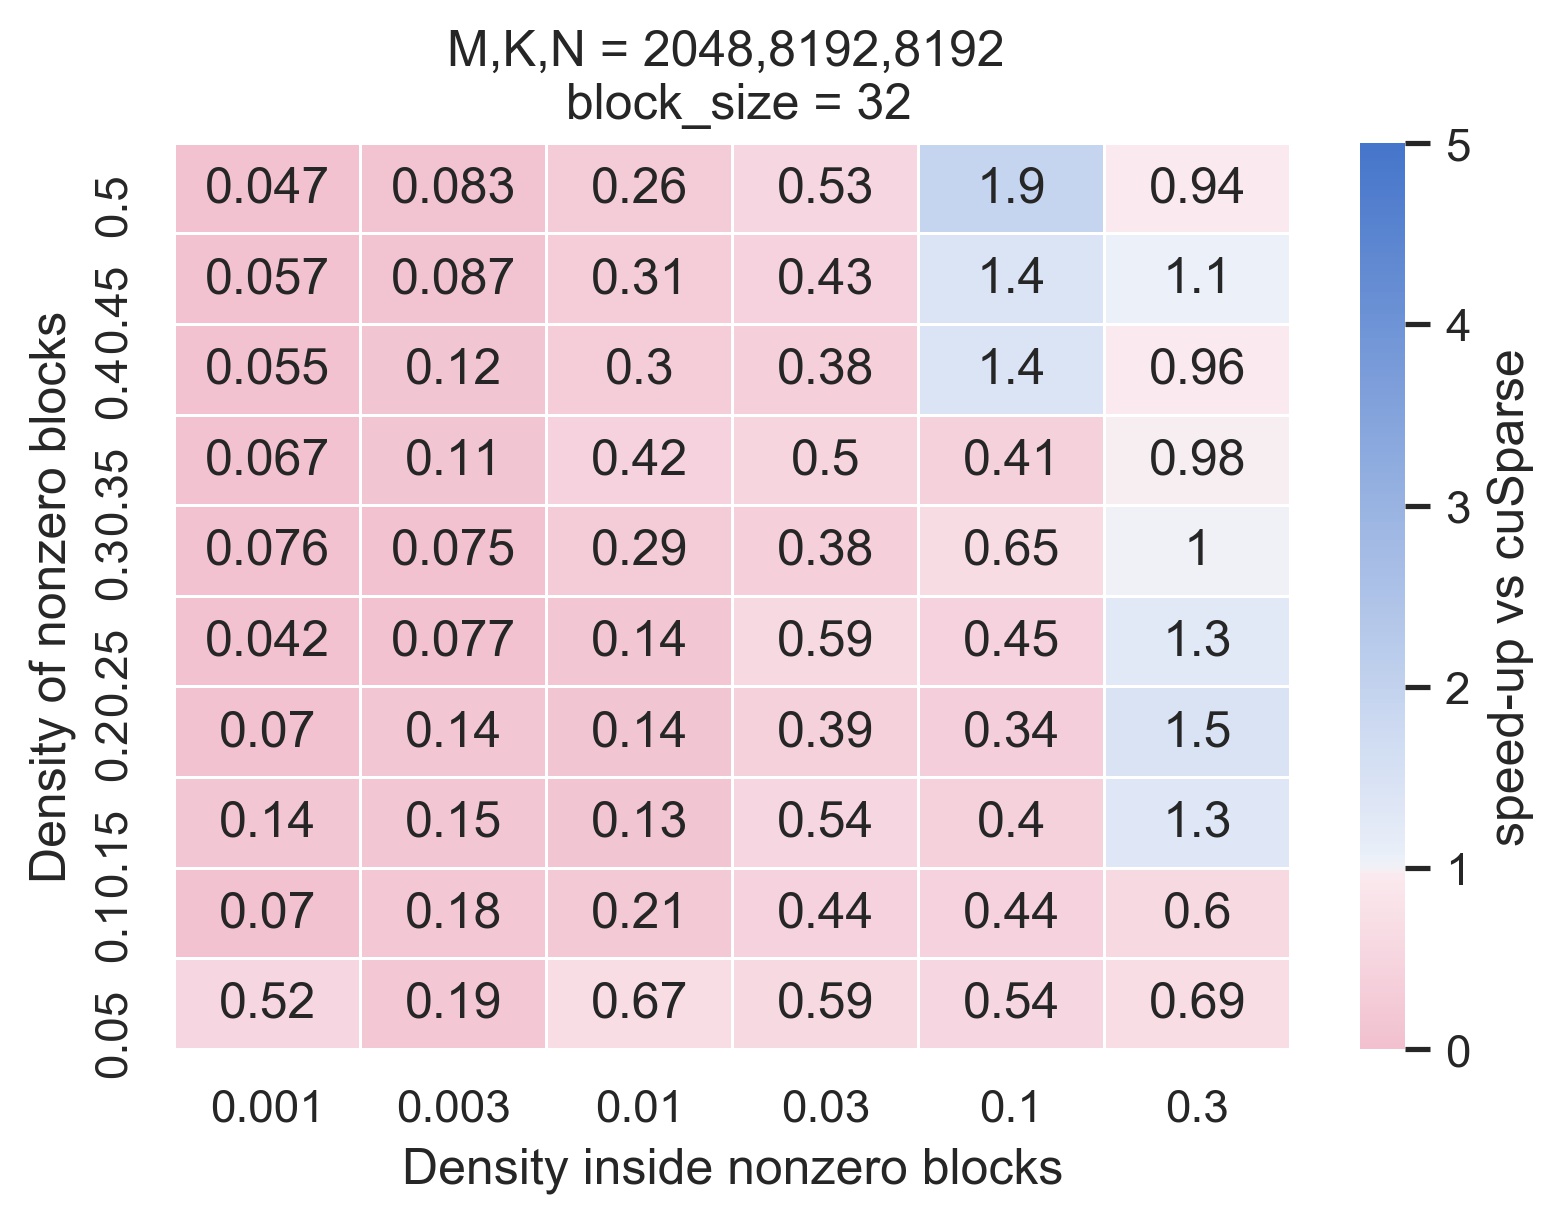 M,K,N = 2048,8192,8192
block_size = 32
Density of nonzero blocks
0.5 0.047 0.083 0.26 0.53 1.9 0.94
0.45 0.057 0.087 0.31 0.43 1.4 1.1
0.4 0.055 0.12 0.3 0.38 1.4 0.96
0.35 0.067 0.11 0.42 0.5 0.41 0.98
0.3 0.076 0.075 0.29 0.38 0.65 1
0.25 0.042 0.077 0.14 0.59 0.45 1.3
0.2 0.07 0.14 0.14 0.39 0.34 1.5
0.15 0.14 0.15 0.13 0.54 0.4 1.3
0.1 0.07 0.18 0.21 0.44 0.44 0.6
0.05 0.52 0.19 0.67 0.59 0.54 0.69
0.001 0.003 0.01 0.03 0.1 0.3
Density inside nonzero blocks
5
4
3
2
1
0
speed-up vs cuSparse